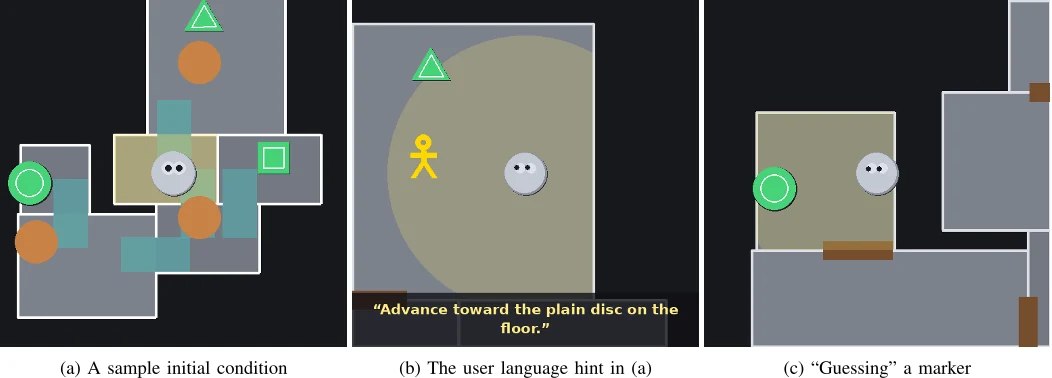 “Advance toward the plain disc on the
floor.”
(a) A sample initial condition
(b) The user language hint in (a)
(c) “Guessing” a marker